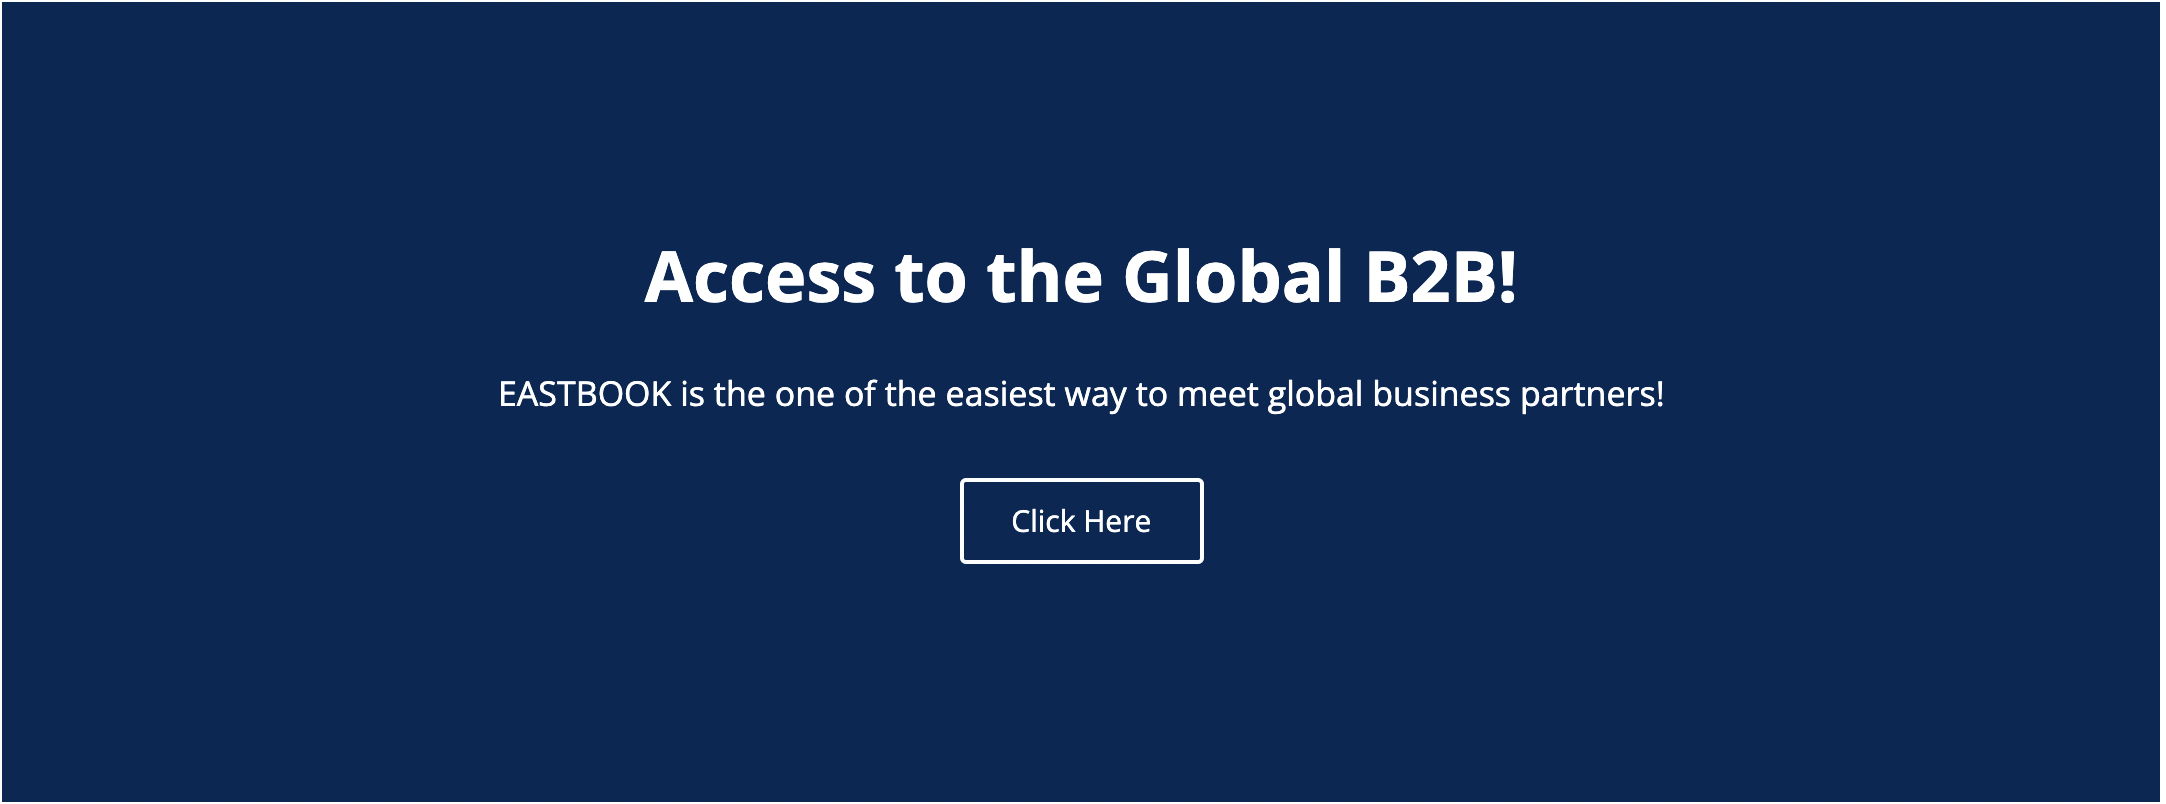 Access to the Global B2B!
EASTBOOK is the one of the easiest way to meet global business partners!
Click Here